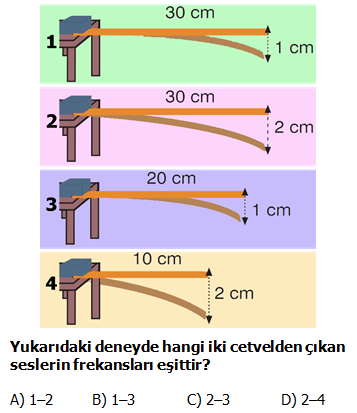 30 cm
1 1 cm
30 cm
2 2 cm
20 cm
3 1 cm
10 cm
4 2 cm
Yukarıdaki deneyde hangi iki cetvelden çıkan
seslerin frekansları eşittir?
A) 1–2 B) 1–3 C) 2–3 D) 2–4